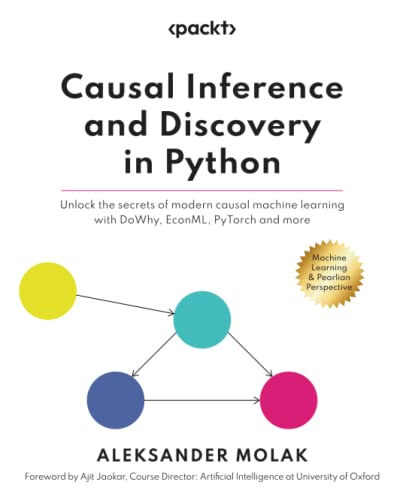 <packt>
Causal Inference
and Discovery
in Python
Unlock the secrets of modern causal machine learning
with DoWhy, EconML, PyTorch and more
Machine
Learning
& Pearlian
Perspective
ALEKSANDER MOLAK
Foreword by Ajit Jaokar, Course Director: Artificial Intelligence at University of Oxford